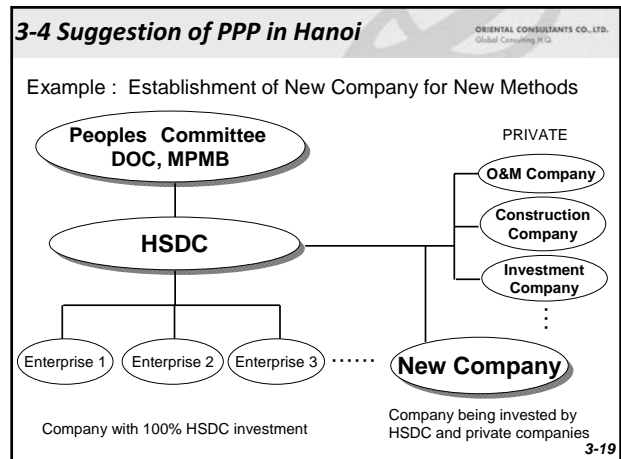 3-4 Suggestion of PPP in Hanoi
ORIENTAL CONSULTANTS CO., LTD.
Global Consulting H.Q.
Example : Establishment of New Company for New Methods
Peoples Committee
DOC, MPMB
PRIVATE
O&M Company
Construction
Company
HSDC
Investment
Company
Enterprise 1
Enterprise 2
Enterprise 3
......
New Company
Company with 100% HSDC investment
Company being invested by
HSDC and private companies
3-19